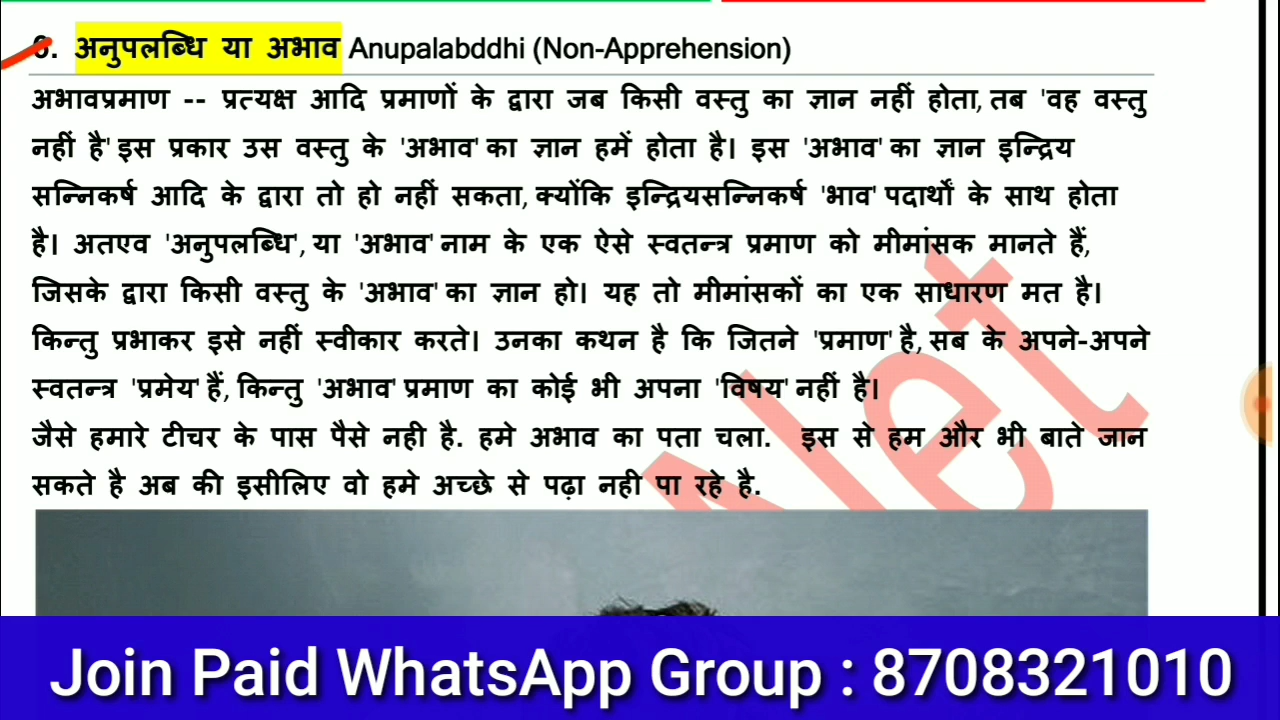 6. अनुपलब्धि या अभाव Anupalabddhi (Non-Apprehension)
अभावप्रमाण -- प्रत्यक्ष आदि प्रमाणों के द्वारा जब किसी वस्तु का ज्ञान नहीं होता, तब 'वह वस्तु
नहीं है' इस प्रकार उस वस्तु के 'अभाव' का ज्ञान हमें होता है। इस 'अभाव' का ज्ञान इन्द्रिय
सन्निकर्ष आदि के द्वारा तो हो नहीं सकता, क्योंकि इन्द्रियसन्निकर्ष 'भाव' पदार्थों के साथ होता
है। अतएव 'अनुपलब्धि', या 'अभाव' नाम के एक ऐसे स्वतन्त्र प्रमाण को मीमांसक मानते हैं,
जिसके द्वारा किसी वस्तु के 'अभाव' का ज्ञान हो। यह तो मीमांसकों का एक साधारण मत है।
किन्तु प्रभाकर इसे नहीं स्वीकार करते। उनका कथन है कि जितने 'प्रमाण' है, सब के अपने-अपने
स्वतन्त्र 'प्रमेय' हैं, किन्तु 'अभाव' प्रमाण का कोई भी अपना 'विषय' नहीं है।
जैसे हमारे टीचर के पास पैसे नही है. हमे अभाव का पता चला. इस से हम और भी बाते जान
सकते है अब की इसीलिए वो हमे अच्छे से पढ़ा नही पा रहे है.
Net
Join Paid WhatsApp Group : 8708321010